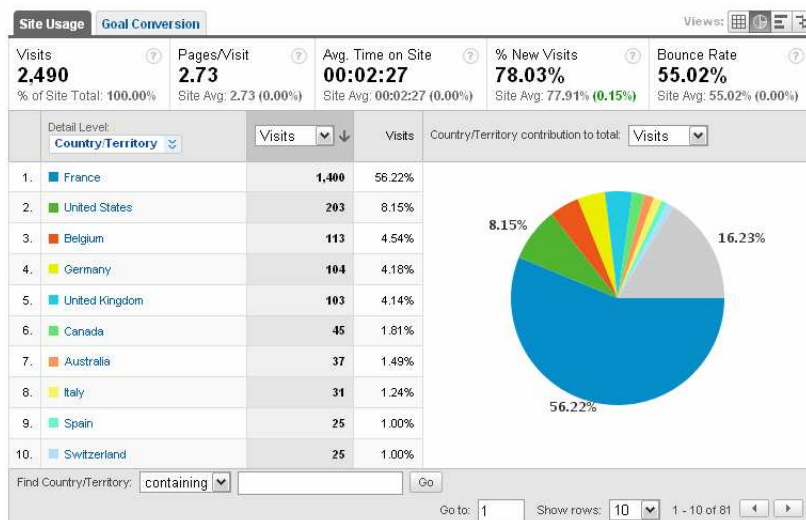 Site Usage Goal Conversion Views:
Visits ? Pages/Visit ? Avg. Time on Site ? % New Visits ? Bounce Rate ?
2,490 2.73 00:02:27 78.03% 55.02%
% of Site Total: 100.00% Site Avg: 2.73 (0.00%) Site Avg: 00:02:27 (0.00%) Site Avg: 77.91% (0.15%) Site Avg: 55.02% (0.00%)
Detail Level:
Country/Territory Visits Visits Country/Territory contribution to total: Visits
1. France 1,400 56.22%
2. United States 203 8.15%
3. Belgium 113 4.54%
4. Germany 104 4.18%
5. United Kingdom 103 4.14%
6. Canada 45 1.81%
7. Australia 37 1.49%
8. Italy 31 1.24%
9. Spain 25 1.00%
10. Switzerland 25 1.00%
8.15%
16.23%
56.22%
Find Country/Territory: containing Go
Go to: 1 Show rows: 10 1 - 10 of 81